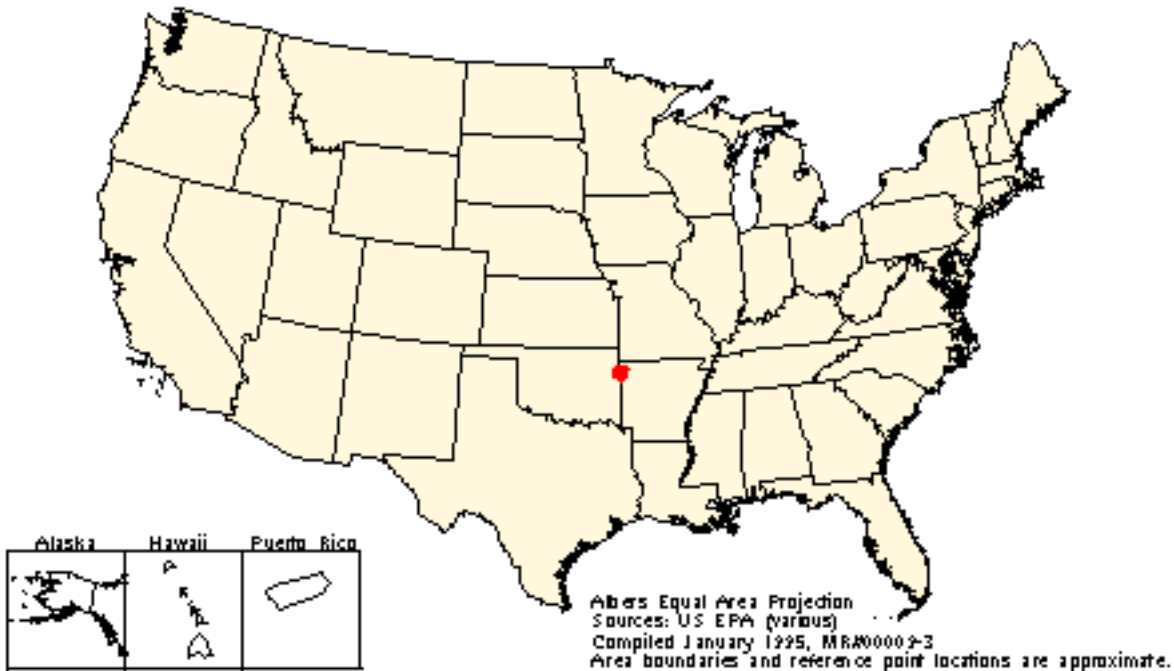 Alaska Hawaii Puerto Rico
Albers Equal Area Projection
Sources: US EPA (various)
Compiled January 1995, MR#00009-3
Area boundaries and reference point locations are approximate.